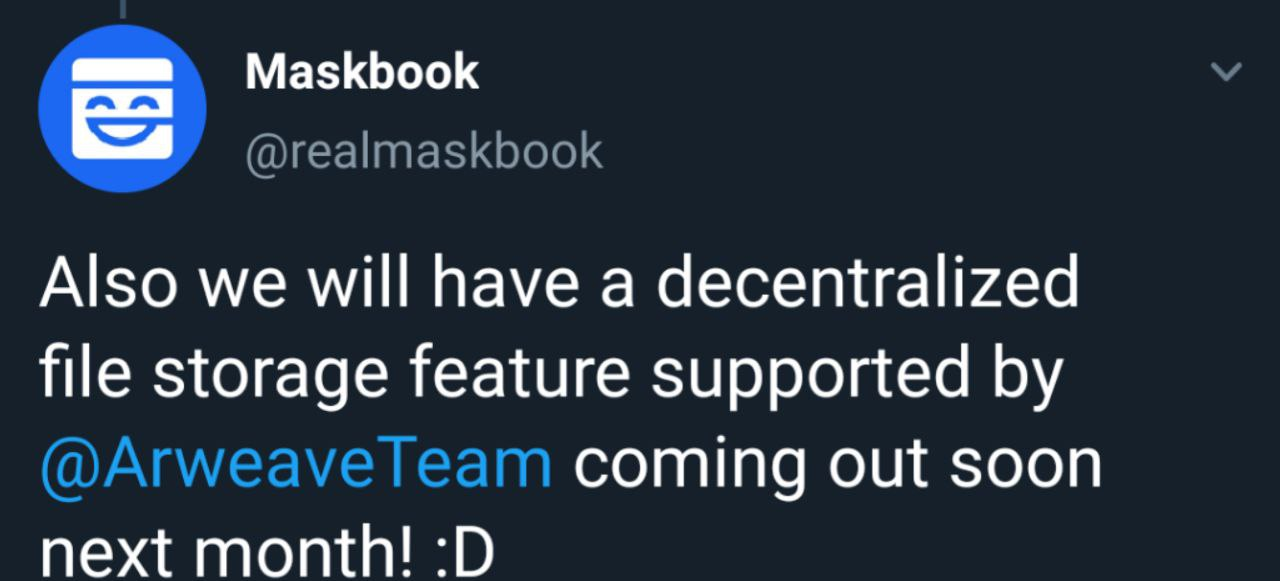 Maskbook
@realmaskbook
Also we will have a decentralized
file storage feature supported by
@ArweaveTeam coming out soon
next month! :D